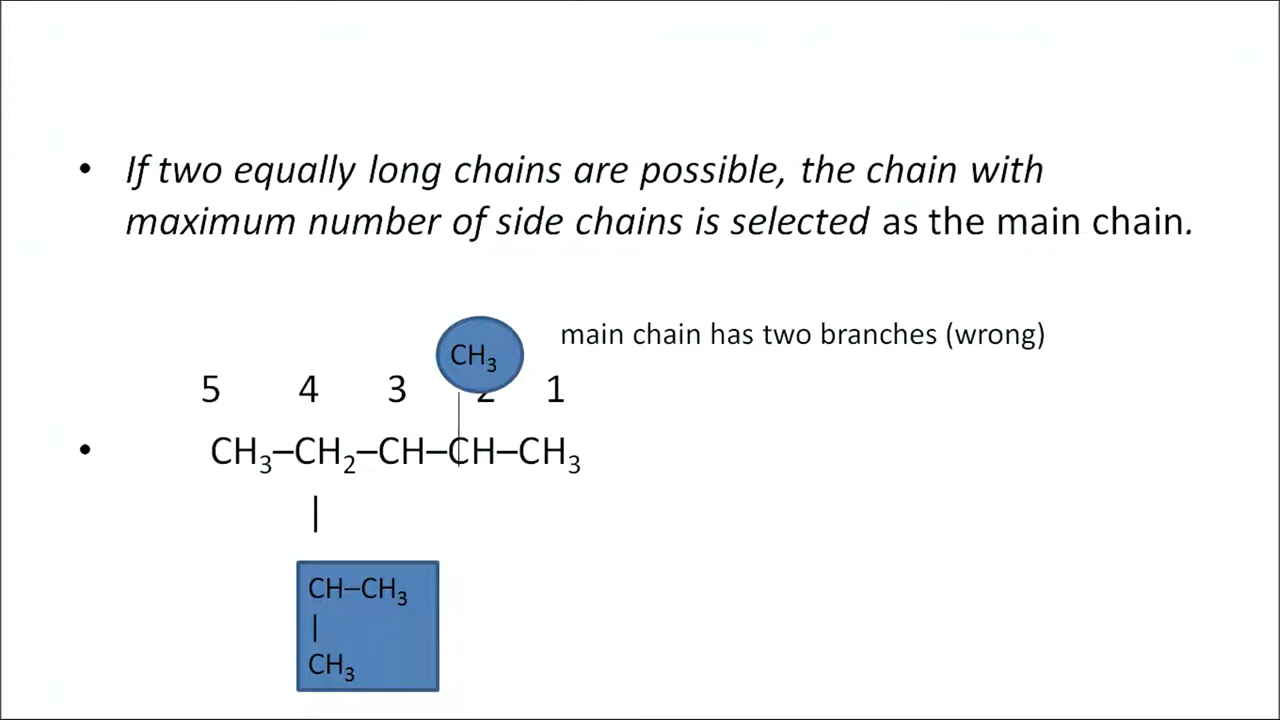 • If two equally long chains are possible, the chain with
maximum number of side chains is selected as the main chain.
main chain has two branches (wrong)
CH₃
5 4 3 2 1
• CH₃–CH₂–CH–CH–CH₃
|
CH–CH₃
|
CH₃